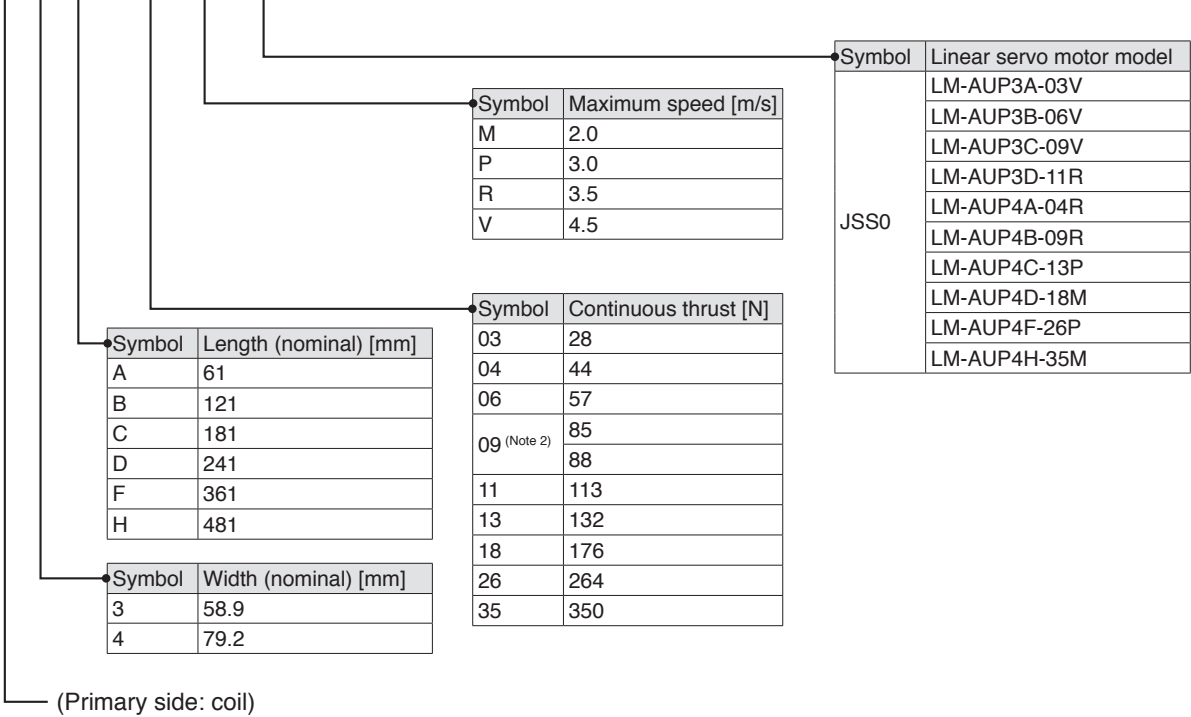 Symbol Linear servo motor model
JSS0
LM-AUP3A-03V
LM-AUP3B-06V
LM-AUP3C-09V
LM-AUP3D-11R
LM-AUP4A-04R
LM-AUP4B-09R
LM-AUP4C-13P
LM-AUP4D-18M
LM-AUP4F-26P
LM-AUP4H-35M
Symbol Maximum speed [m/s]
M 2.0
P 3.0
R 3.5
V 4.5
Symbol Continuous thrust [N]
03 28
04 44
06 57
09 (Note 2) 85
88
11 113
13 132
18 176
26 264
35 350
Symbol Length (nominal) [mm]
A 61
B 121
C 181
D 241
F 361
H 481
Symbol Width (nominal) [mm]
3 58.9
4 79.2
(Primary side: coil)